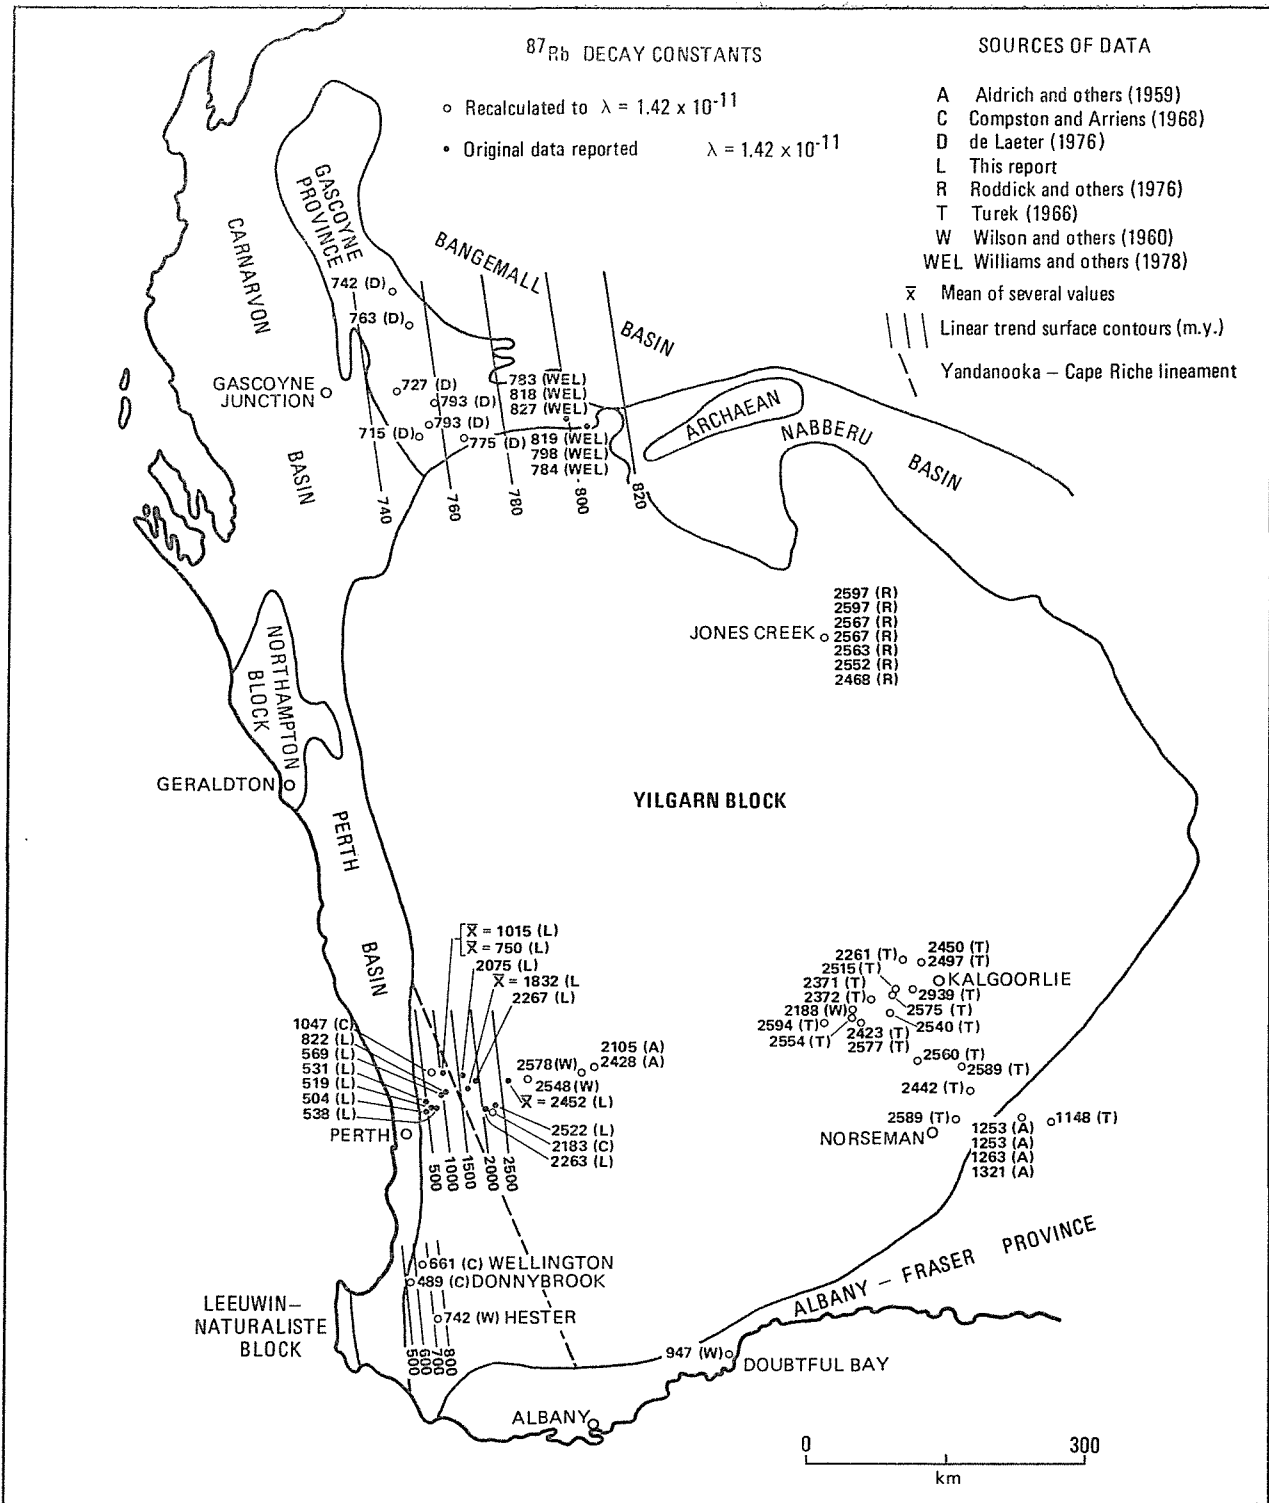 87Rb DECAY CONSTANTS
○ Recalculated to λ = 1.42 x 10-11
• Original data reported λ = 1.42 x 10-11
SOURCES OF DATA
A Aldrich and others (1959)
C Compston and Arriens (1968)
D de Laeter (1976)
L This report
R Roddick and others (1976)
T Turek (1966)
W Wilson and others (1960)
WEL Williams and others (1978)
x̄ Mean of several values
Linear trend surface contours (m.y.)
Yandanooka – Cape Riche lineament
GASCOYNE
PROVINCE
CARNARVON
BASIN
BANGEMALL
BASIN
742 (D)
763 (D)
GASCOYNE
JUNCTION
727 (D)
793 (D)
793 (D)
715 (D)
775 (D)
783 (WEL)
818 (WEL)
827 (WEL)
819 (WEL)
798 (WEL)
784 (WEL)
ARCHAEAN
NABBERU
BASIN
740
760
780
800
820
2597 (R)
2597 (R)
2567 (R)
2567 (R)
2563 (R)
2552 (R)
2468 (R)
JONES CREEK
NORTHAMPTON
BLOCK
GERALDTON
YILGARN BLOCK
PERTH
BASIN
x̄ = 1015 (L)
x̄ = 750 (L)
2075 (L)
x̄ = 1832 (L
2267 (L)
1047 (C)
822 (L)
569 (L)
531 (L)
519 (L)
504 (L)
538 (L)
PERTH
2578 (W)
2105 (A)
2428 (A)
2548 (W)
x̄ = 2452 (L)
2522 (L)
2183 (C)
2263 (L)
500
1000
1500
2000
2500
2261 (T)
2450 (T)
2497 (T)
2515 (T)
KALGOORLIE
2371 (T)
2372 (T)
2939 (T)
2188 (W)
2575 (T)
2594 (T)
2540 (T)
2554 (T)
2423 (T)
2577 (T)
2560 (T)
2589 (T)
2442 (T)
2589 (T)
NORSEMAN
1148 (T)
1253 (A)
1253 (A)
1263 (A)
1321 (A)
661 (C) WELLINGTON
489 (C) DONNYBROOK
742 (W) HESTER
500
600
700
800
LEEUWIN–
NATURALISTE
BLOCK
ALBANY – FRASER PROVINCE
947 (W)
DOUBTFUL BAY
ALBANY
0 300
km